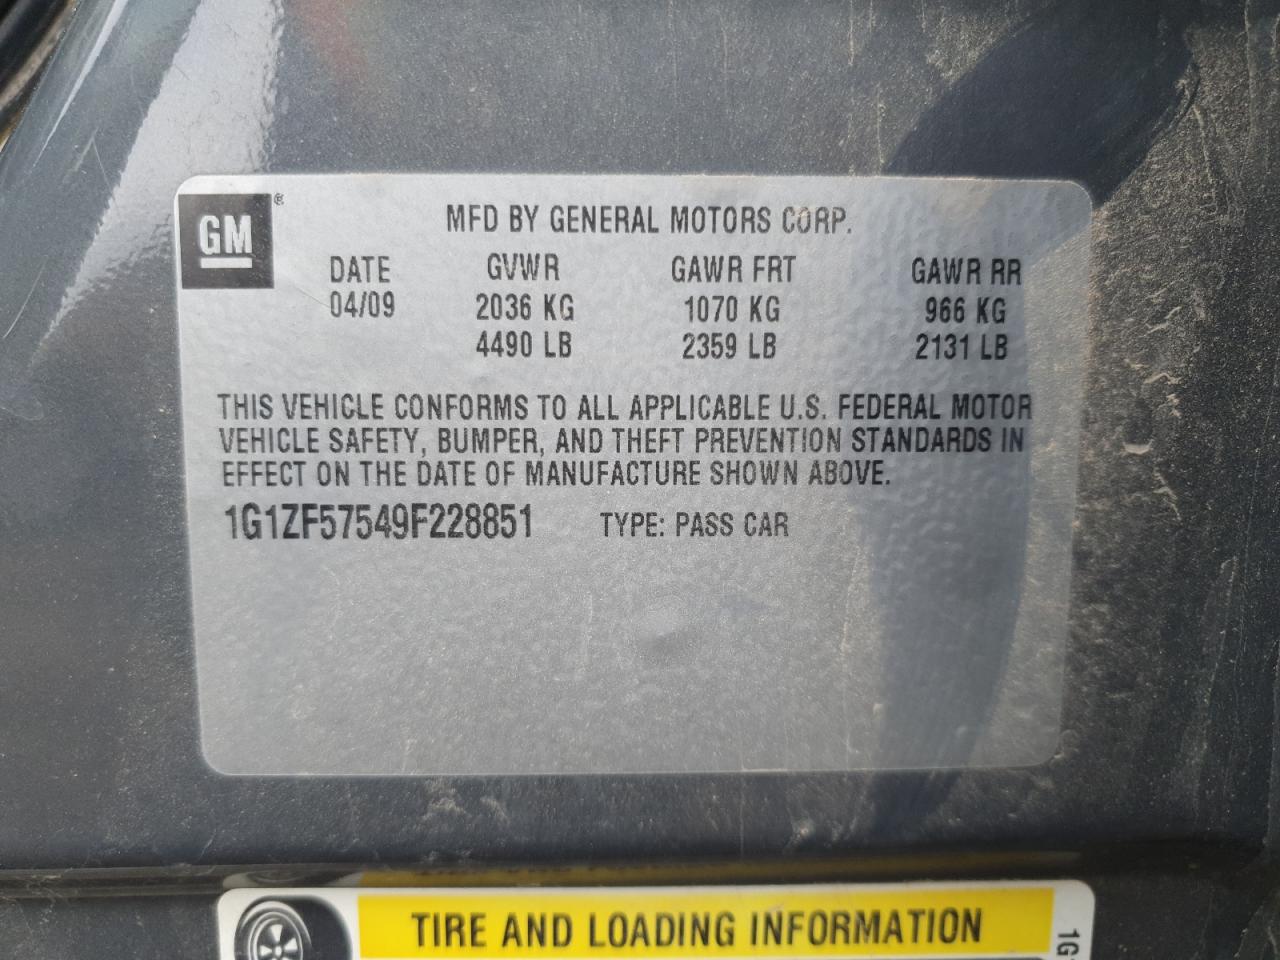 GM ®
MFD BY GENERAL MOTORS CORP.
DATE GVWR GAWR FRT GAWR RR
04/09 2036 KG 1070 KG 966 KG
4490 LB 2359 LB 2131 LB
THIS VEHICLE CONFORMS TO ALL APPLICABLE U.S. FEDERAL MOTOR
VEHICLE SAFETY, BUMPER, AND THEFT PREVENTION STANDARDS IN
EFFECT ON THE DATE OF MANUFACTURE SHOWN ABOVE.
1G1ZF57549F228851 TYPE: PASS CAR
TIRE AND LOADING INFORMATION
1G